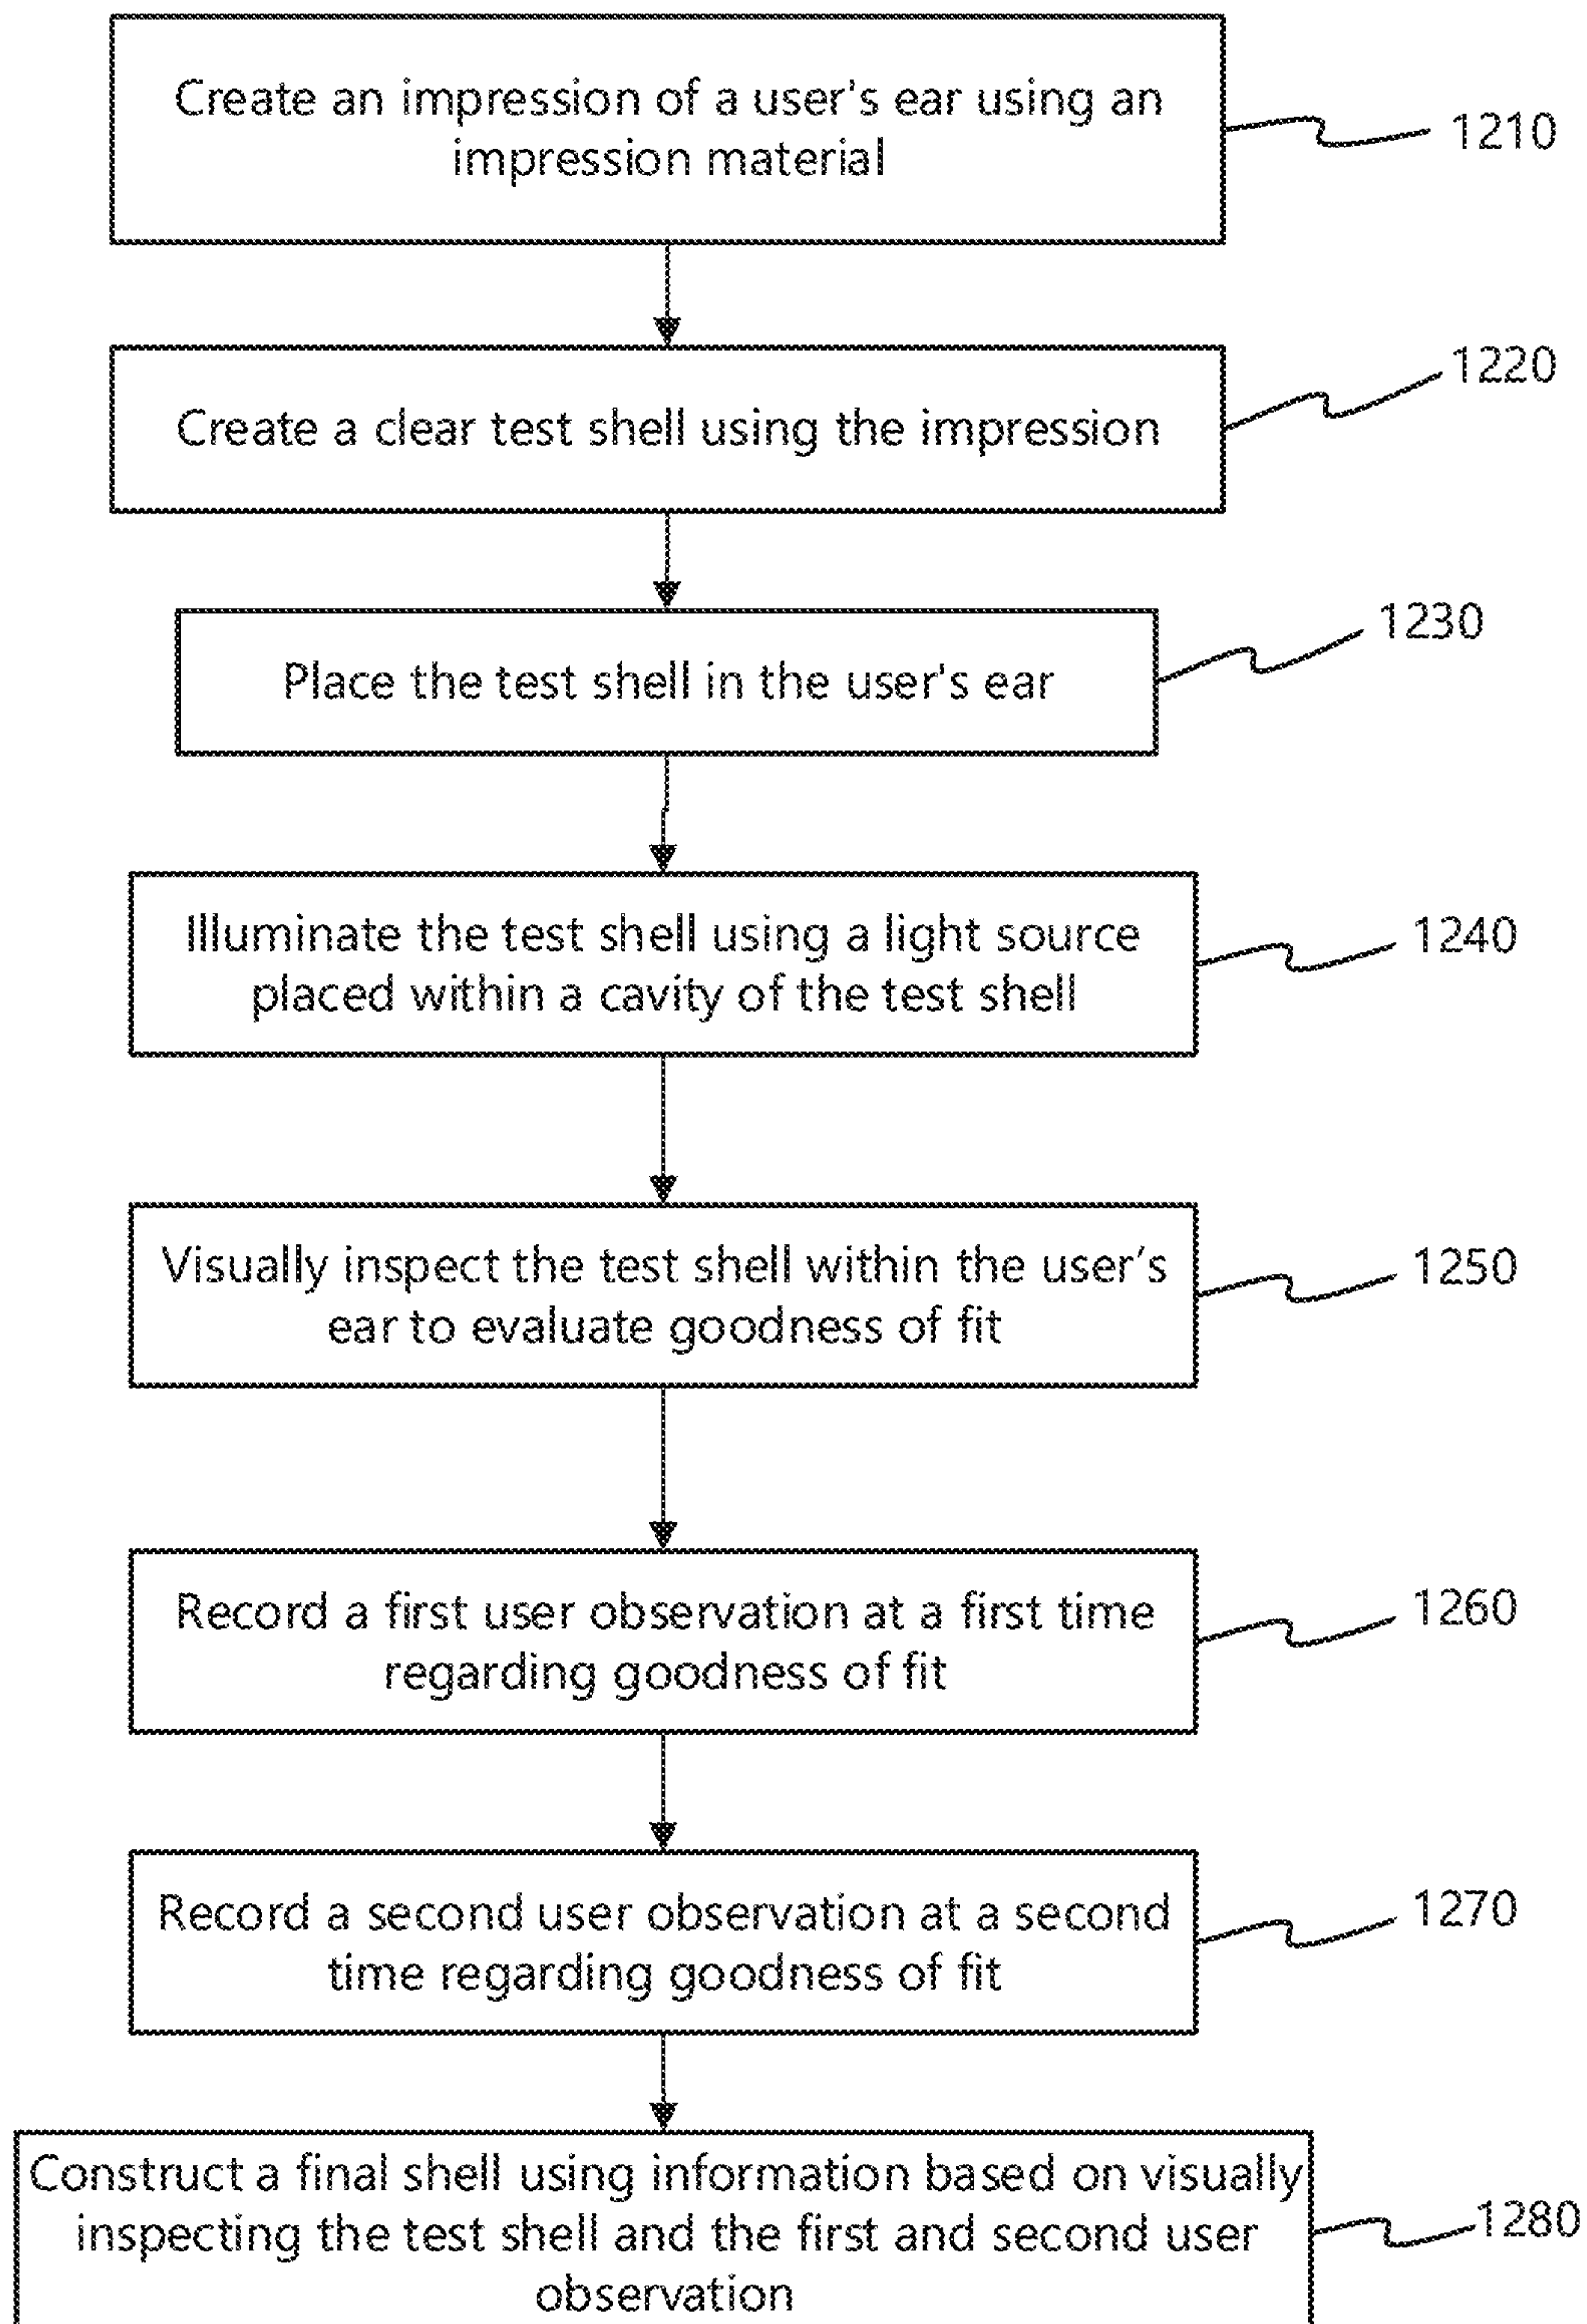 Create an impression of a user's ear using an
impression material
1210
Create a clear test shell using the impression
1220
Place the test shell in the user's ear
1230
Illuminate the test shell using a light source
placed within a cavity of the test shell
1240
Visually inspect the test shell within the user’s
ear to evaluate goodness of fit
1250
Record a first user observation at a first time
regarding goodness of fit
1260
Record a second user observation at a second
time regarding goodness of fit
1270
Construct a final shell using information based on visually
inspecting the test shell and the first and second user
observation
1280